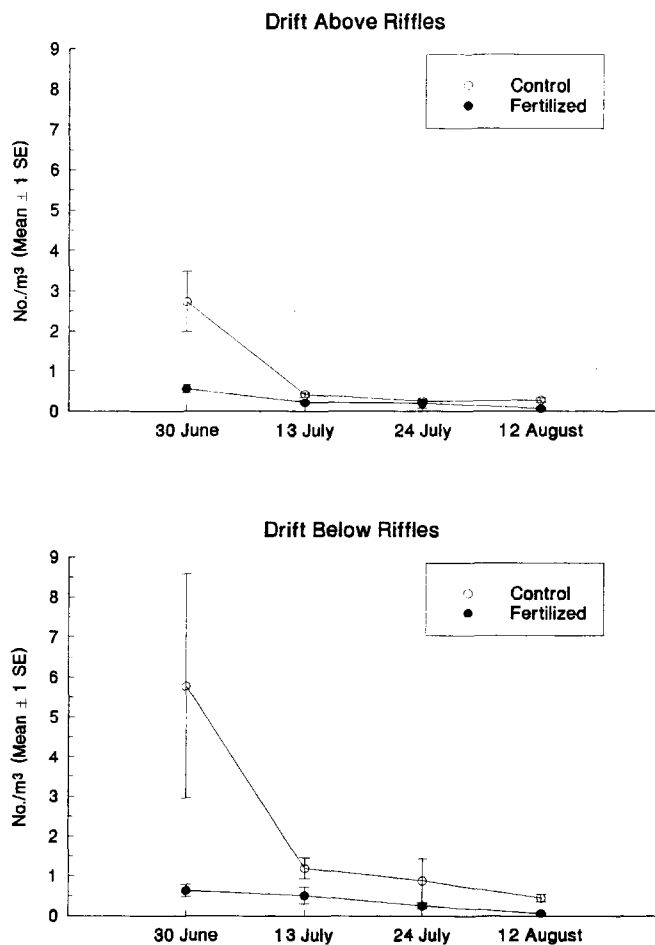 Drift Above Riffles
Control
Fertilized
No./m³ (Mean ± 1 SE)
9
8
7
6
5
4
3
2
1
0
30 June 13 July 24 July 12 August
Drift Below Riffles
Control
Fertilized
No./m³ (Mean ± 1 SE)
9
8
7
6
5
4
3
2
1
0
30 June 13 July 24 July 12 August